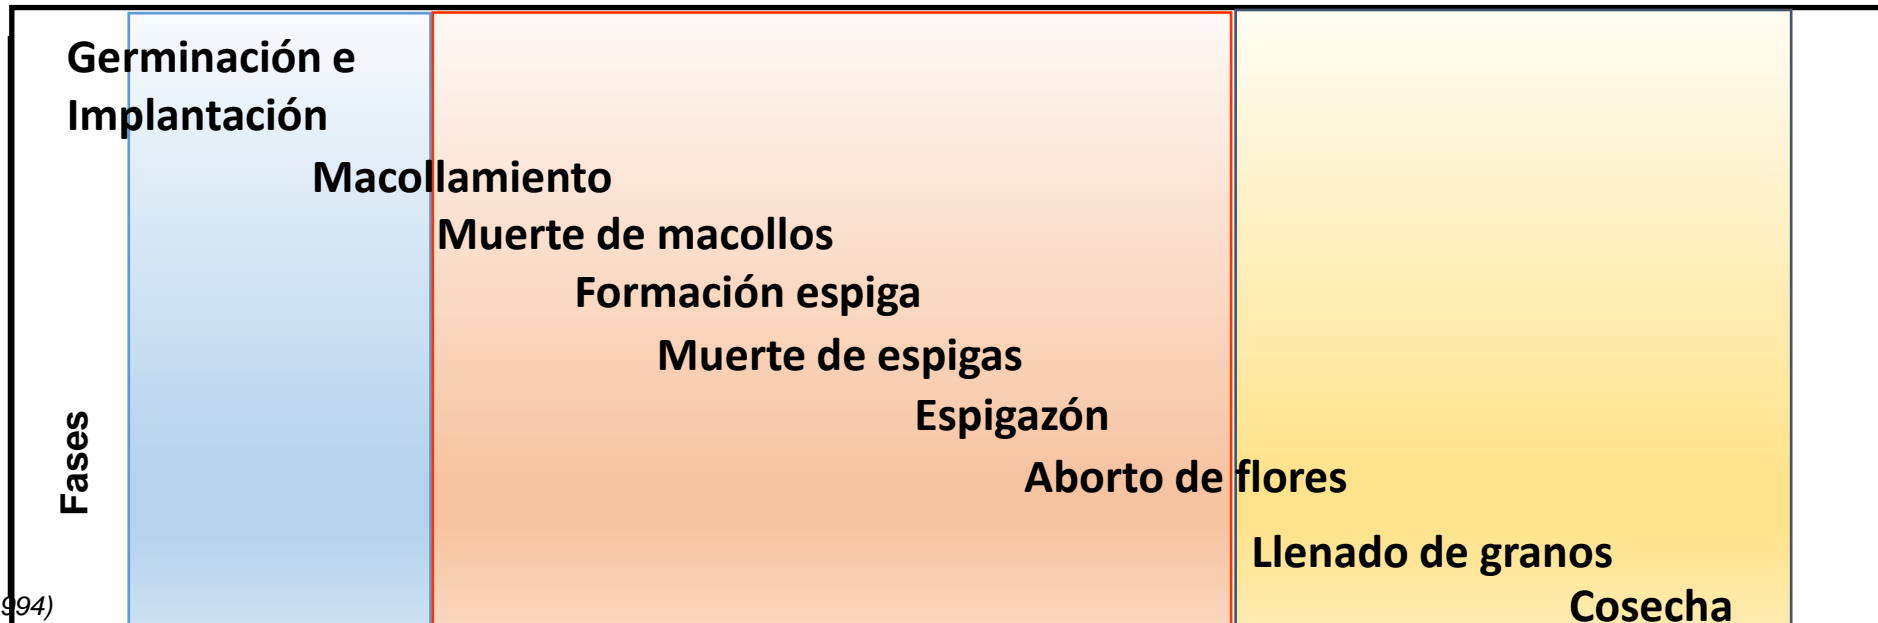 Germinación e
Implantación
Macollamiento
Muerte de macollos
Formación espiga
Muerte de espigas
Espigazón
Aborto de flores
Llenado de granos
Cosecha
Fases
994)